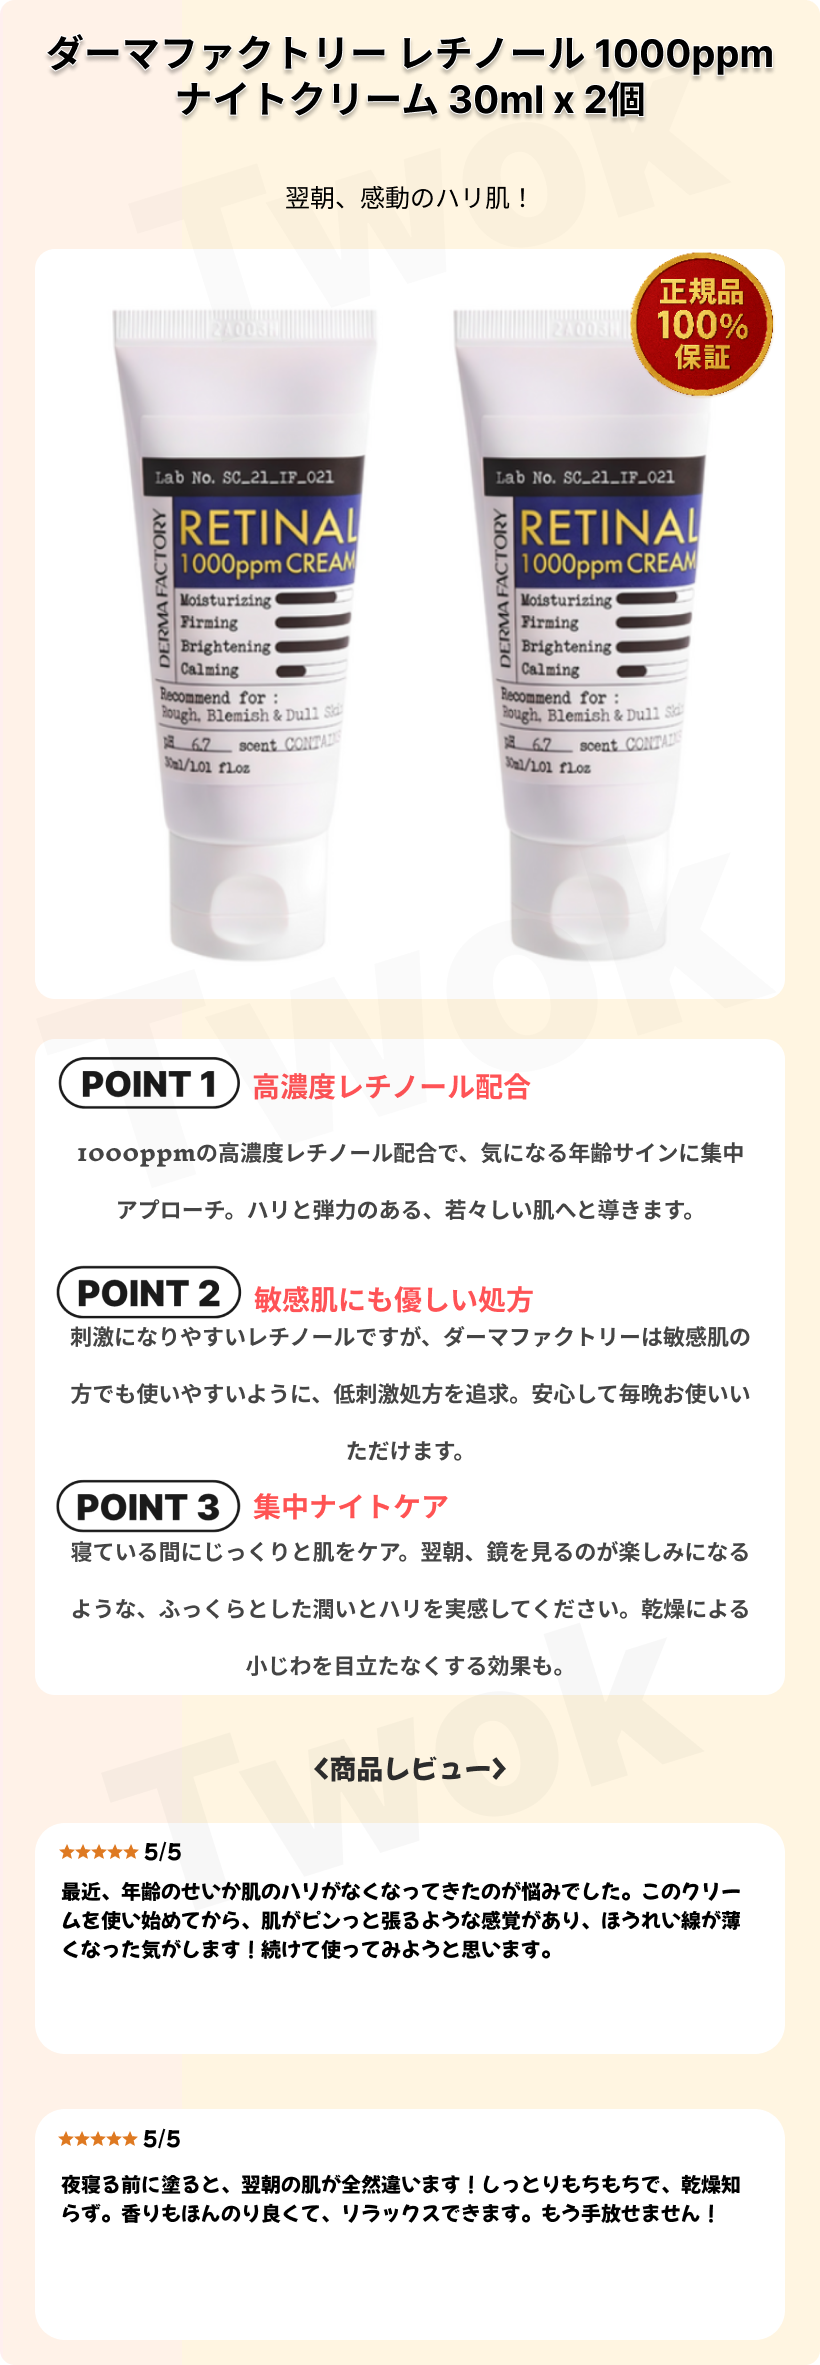 ダーマファクトリー レチノール 1000ppm
ナイトクリーム 30ml x 2個
翌朝、感動のハリ肌！
正規品
100%
保証
Lab No. SC_21_IF_021
DERMA FACTORY
RETINAL
1000ppm CREAM
Moisturizing
Firming
Brightening
Calming
Recommend for :
Rough, Blemish & Dull Skin
pH 6.7 scent CONTAINS
30ml/1.01 fl.oz
Lab No. SC_21_IF_021
DERMA FACTORY
RETINAL
1000ppm CREAM
Moisturizing
Firming
Brightening
Calming
Recommend for :
Rough, Blemish & Dull Skin
pH 6.7 scent CONTAINS
30ml/1.01 fl.oz
POINT 1 高濃度レチノール配合
1000ppmの高濃度レチノール配合で、気になる年齢サインに集中
アプローチ。ハリと弾力のある、若々しい肌へと導きます。
POINT 2 敏感肌にも優しい処方
刺激になりやすいレチノールですが、ダーマファクトリーは敏感肌の
方でも使いやすいように、低刺激処方を追求。安心して毎晩お使いい
ただけます。
POINT 3 集中ナイトケア
寝ている間にじっくりと肌をケア。翌朝、鏡を見るのが楽しみになる
ような、ふっくらとした潤いとハリを実感してください。乾燥による
小じわを目立たなくする効果も。
<商品レビュー>
★★★★★ 5/5
最近、年齢のせいか肌のハリがなくなってきたのが悩みでした。このクリー
ムを使い始めてから、肌がピンっと張るような感覚があり、ほうれい線が薄
くなった気がします！続けて使ってみようと思います。
★★★★★ 5/5
夜寝る前に塗ると、翌朝の肌が全然違います！しっとりもちもちで、乾燥知
らず。香りもほんのり良くて、リラックスできます。もう手放せません！
Twok
Twok
Twok